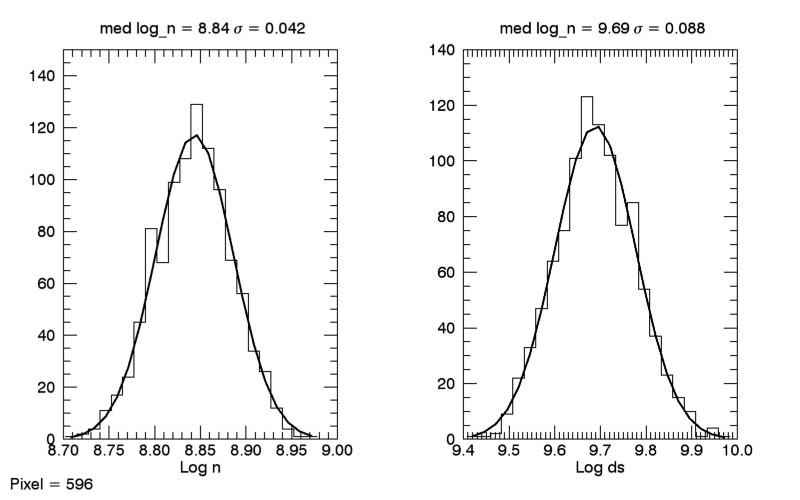 med log_n = 8.84 σ = 0.042
med log_n = 9.69 σ = 0.088
140
120
100
80
60
40
20
0
8.70 8.75 8.80 8.85 8.90 8.95 9.00
Log n
140
120
100
80
60
40
20
0
9.4 9.5 9.6 9.7 9.8 9.9 10.0
Log ds
Pixel = 596